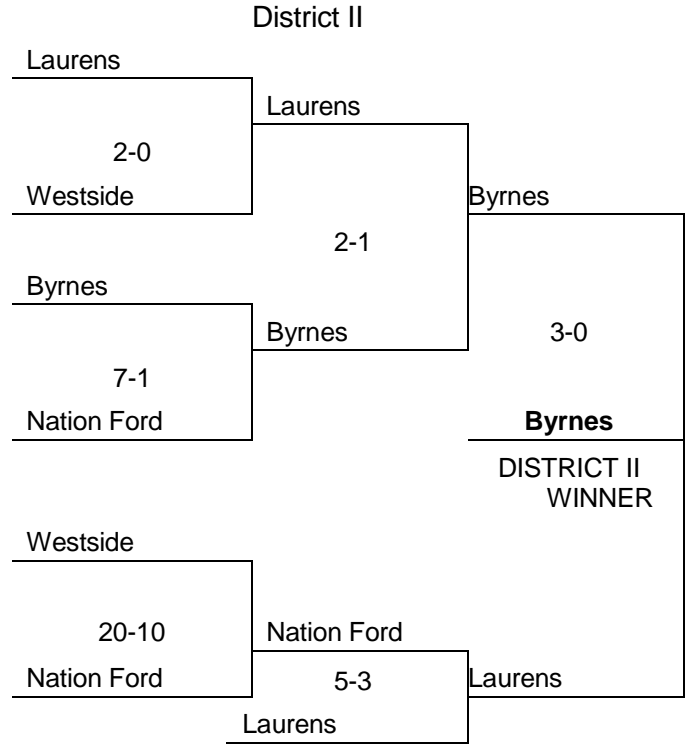 District II
Laurens
Laurens
2-0
Westside
Byrnes
2-1
Byrnes
Byrnes
3-0
7-1
Nation Ford
Byrnes
DISTRICT II
WINNER
Westside
20-10
Nation Ford
Nation Ford
5-3
Laurens
Laurens